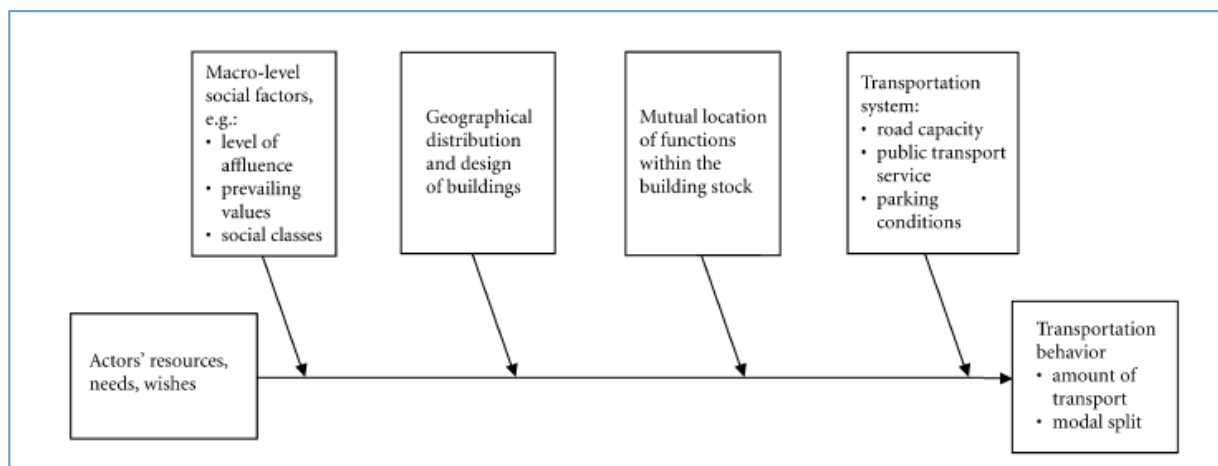 Macro-level
social factors,
e.g.:
• level of
affluence
• prevailing
values
• social classes
Geographical
distribution
and design
of buildings
Mutual location
of functions
within the
building stock
Transportation
system:
• road capacity
• public transport
service
• parking
conditions
Actors' resources,
needs, wishes
Transportation
behavior
• amount of
transport
• modal split